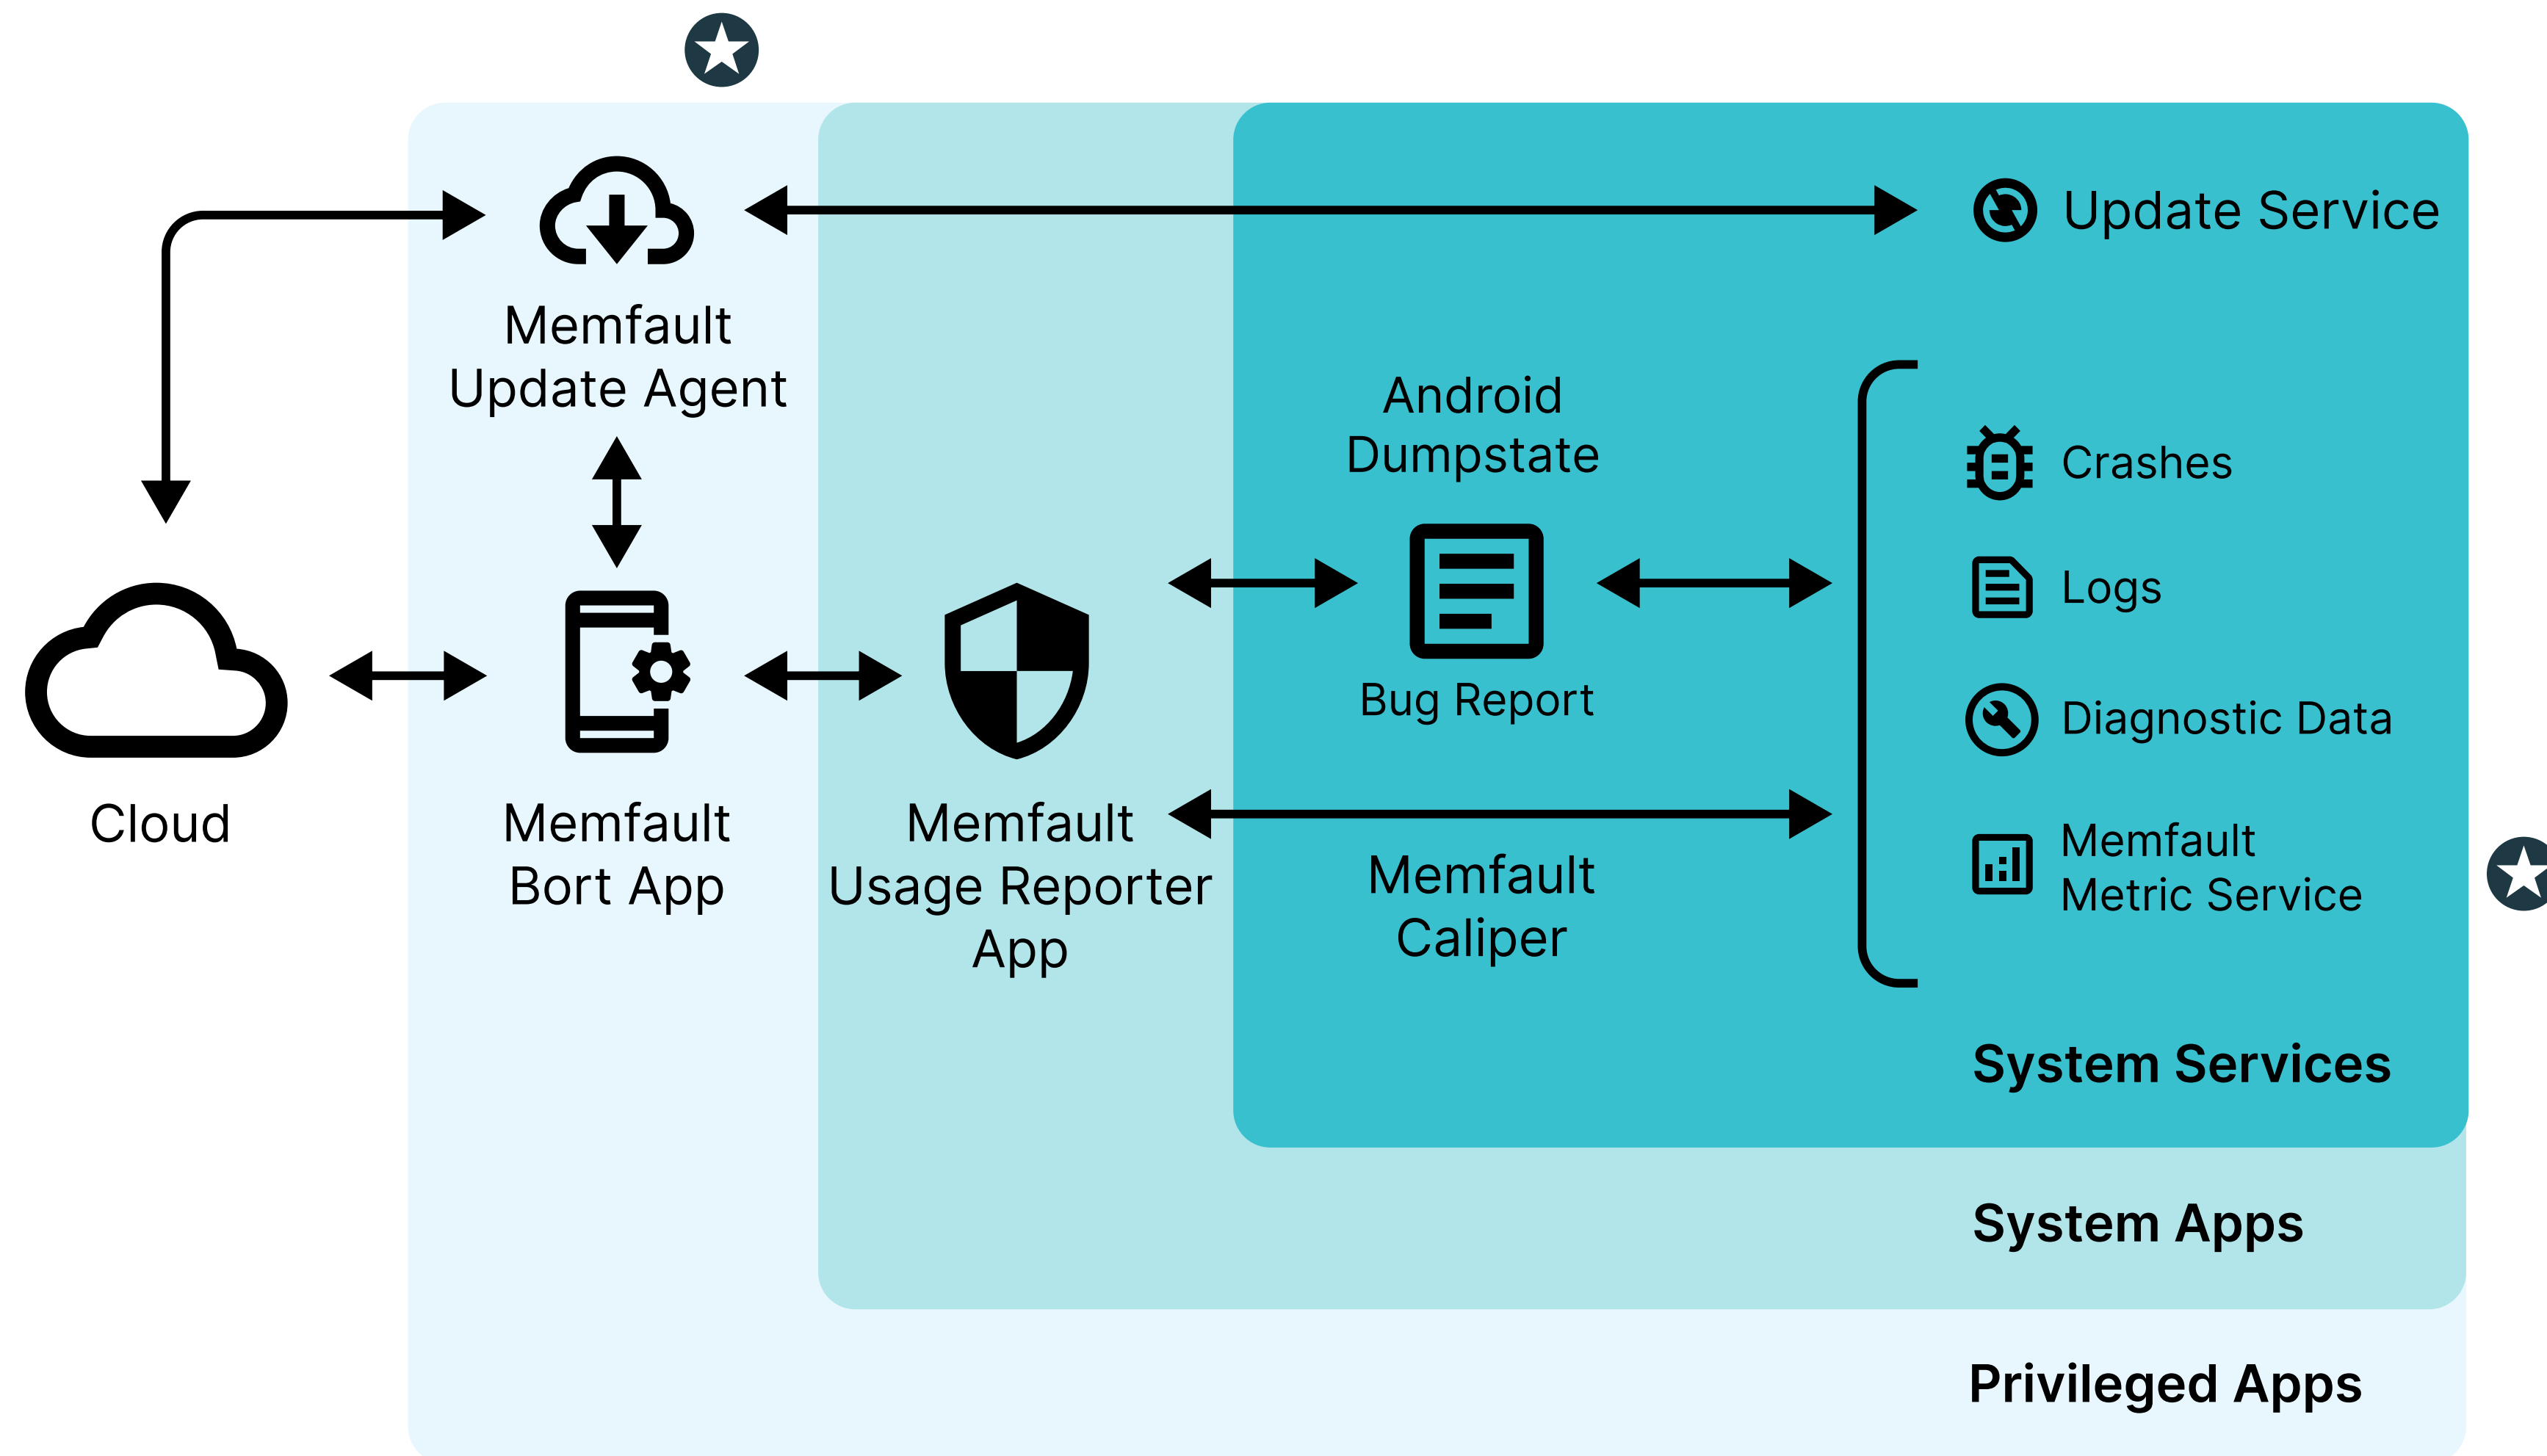 Update Service
Memfault
Update Agent
Android
Dumpstate
Crashes
Logs
Bug Report
Diagnostic Data
Cloud
Memfault
Bort App
Memfault
Usage Reporter
App
Memfault
Caliper
Memfault
Metric Service
System Services
System Apps
Privileged Apps